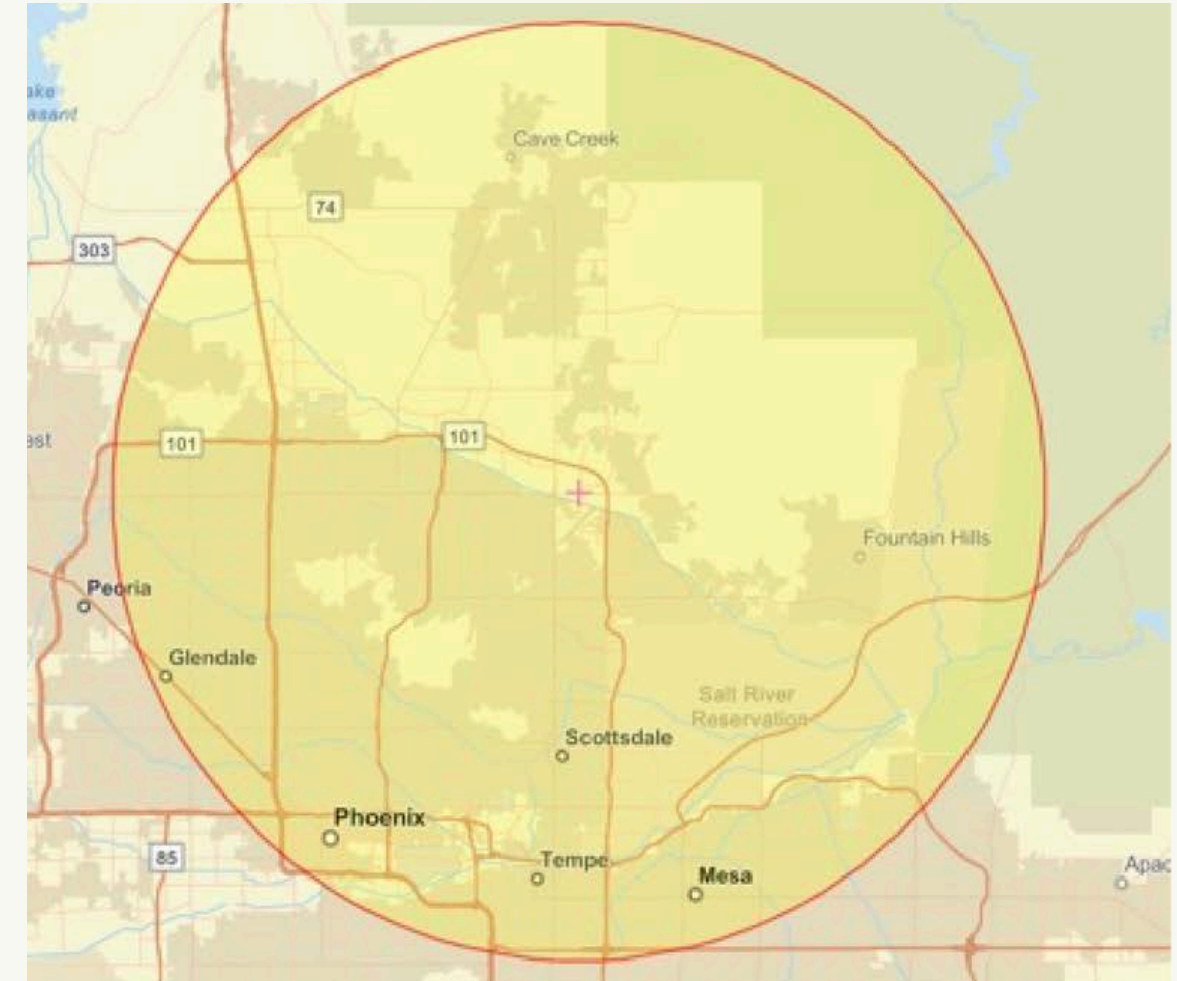 ake
easant
Cave Creek
74
303
101
101
est
Fountain Hills
Peoria
Glendale
Salt River
Reservation
Scottsdale
Phoenix
85
Tempe
Mesa
Apac